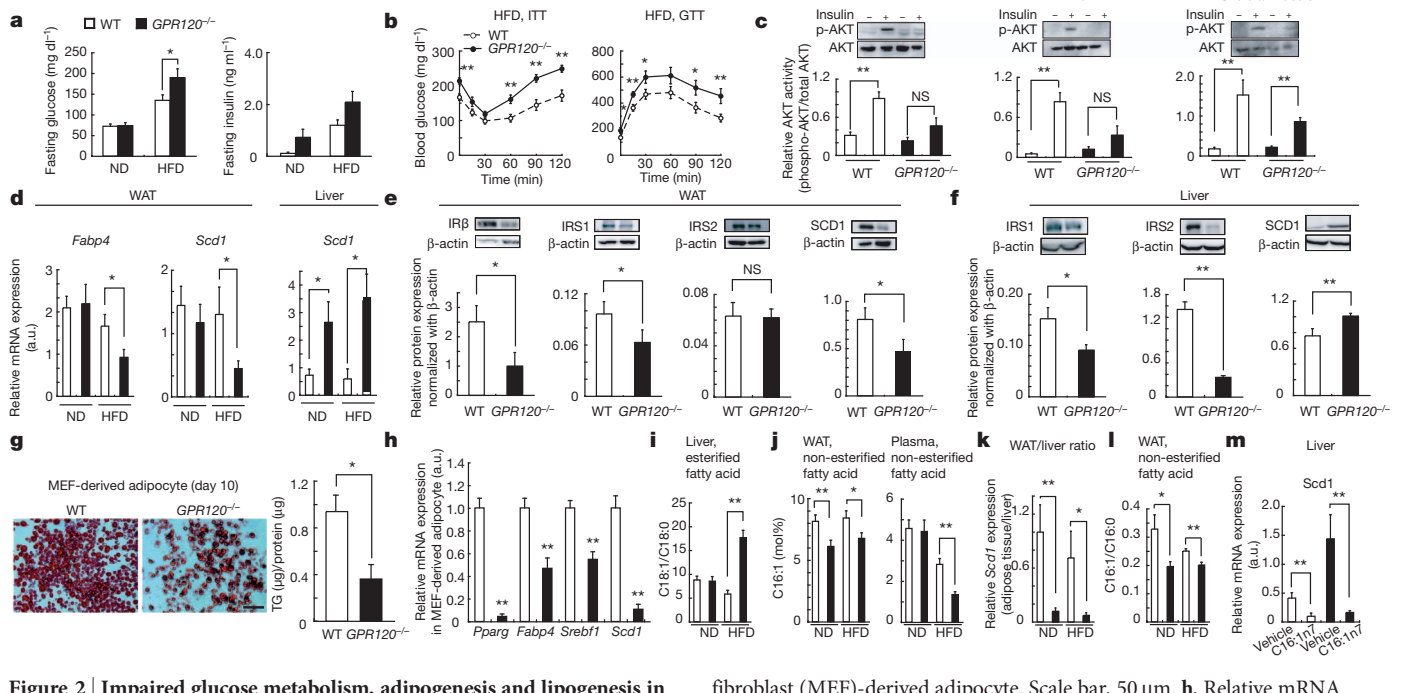 a
WT GPR120–/–
Fasting glucose (mg dl–1)
250
200
150
100
50
0
*
ND HFD
Fasting insulin (ng ml–1)
4.0
2.0
0
ND HFD
b
HFD, ITT
WT
GPR120–/–
Blood glucose (mg dl–1)
300
200
100
0
** ** ** **
30 60 90 120
Time (min)
HFD, GTT
800
600
400
200
0
* ** * * **
30 60 90 120
Time (min)
c
Insulin – + – +
p-AKT
AKT
Relative AKT activity
(phospho-AKT/total AKT)
1.2
0.6
0
** NS
WT GPR120–/–
Insulin – + – +
p-AKT
AKT
1.2
0.6
0
** NS
WT GPR120–/–
Insulin – + – +
p-AKT
AKT
2.0
1.0
0
** **
WT GPR120–/–
d
WAT Liver
Fabp4 Scd1 Scd1
Relative mRNA expression
(a.u.)
3
2
1
0
*
ND HFD
2
1
0
*
ND HFD
4
3
2
1
0
* *
ND HFD
e
WAT
IRβ
β-actin
IRS1
β-actin
IRS2
β-actin
SCD1
β-actin
Relative protein expression
normalized with β-actin
3
2
1
0
*
WT GPR120–/–
0.12
0.06
0
*
WT GPR120–/–
0.08
0.04
0
NS
WT GPR120–/–
1.0
0.5
0
*
WT GPR120–/–
f
Liver
IRS1
β-actin
IRS2
β-actin
SCD1
β-actin
Relative protein expression
normalized with β-actin
0.20
0.10
0
*
WT GPR120–/–
1.8
1.2
0.6
0
**
WT GPR120–/–
1.2
0.6
0
**
WT GPR120–/–
g
MEF-derived adipocyte (day 10)
WT GPR120–/–
TG (μg)/protein (μg)
1.2
0.8
0.4
0
*
WT GPR120–/–
h
Relative mRNA expression
in MEF-derived adipocyte (a.u.)
1.4
1.2
1.0
0.8
0.6
0.4
0.2
0
** ** ** **
Pparg Fabp4 Srebf1 Scd1
i
Liver,
esterified
fatty acid
C18:1/C18:0
25
20
15
10
5
0
**
ND HFD
j
WAT,
non-esterified
fatty acid
C16:1 (mol%)
10
5
0
** *
ND HFD
Plasma,
non-esterified
fatty acid
6
4
2
0
**
ND HFD
k
WAT/liver ratio
Relative Scd1 expression
(adipose tissue/liver)
1.2
0.6
0
** *
ND HFD
l
WAT,
non-esterified
fatty acid
C16:1/C16:0
0.4
0.3
0.2
0.1
0
* **
ND HFD
m
Liver
Scd1
Relative mRNA expression
(a.u.)
2.0
1.5
1.0
0.5
0
** **
Vehicle C16:1n7 Vehicle C16:1n7
Figure 2 | Impaired glucose metabolism, adipogenesis and lipogenesis in
fibroblast (MEF)-derived adipocyte. Scale bar, 50 μm. h, Relative mRNA